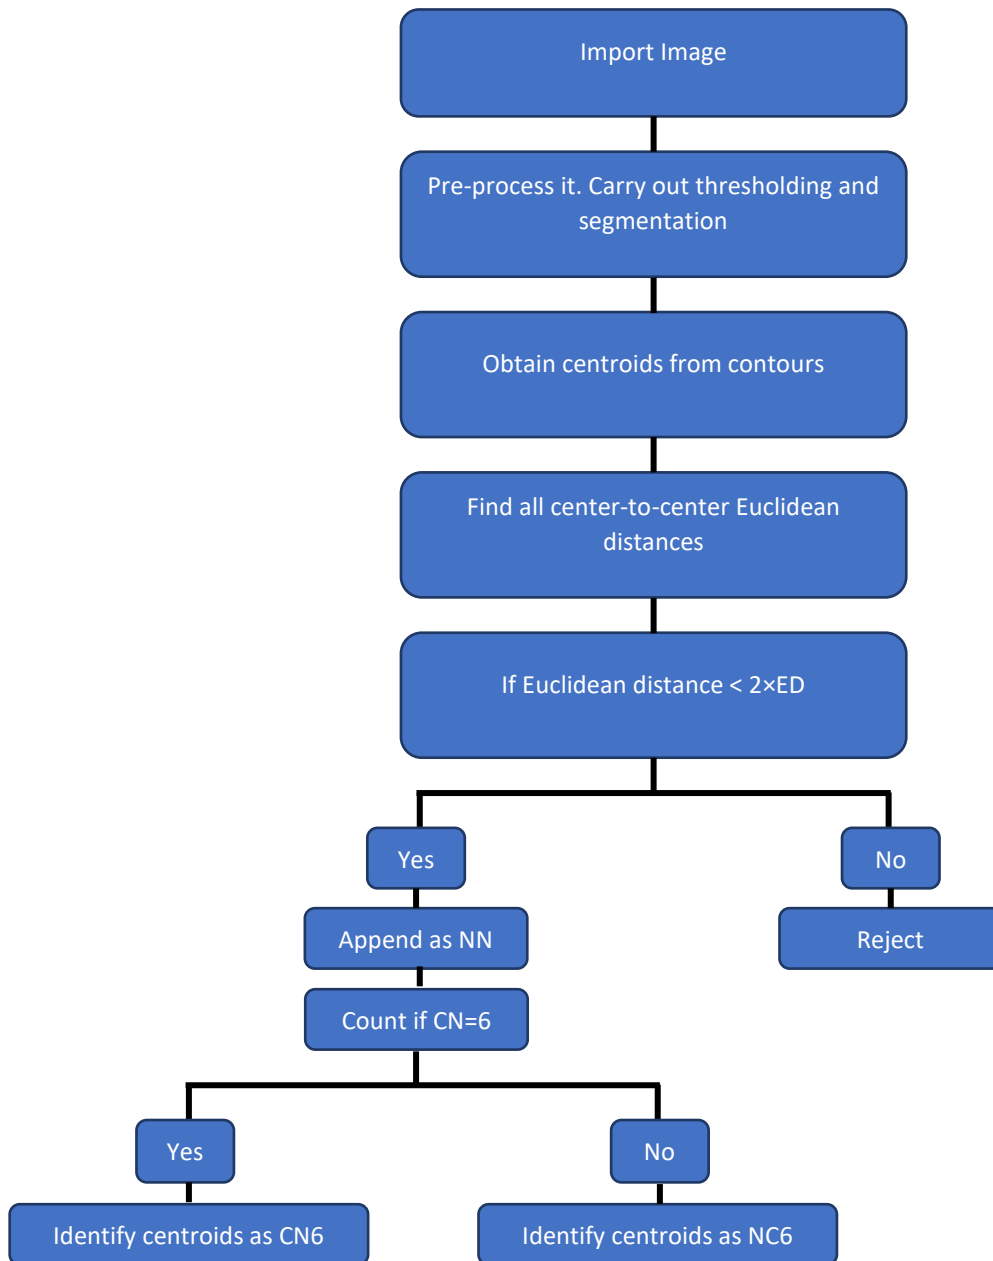 Import Image
Pre-process it. Carry out thresholding and
segmentation
Obtain centroids from contours
Find all center-to-center Euclidean
distances
If Euclidean distance < 2×ED
Yes
No
Append as NN
Reject
Count if CN=6
Yes
No
Identify centroids as CN6
Identify centroids as NC6